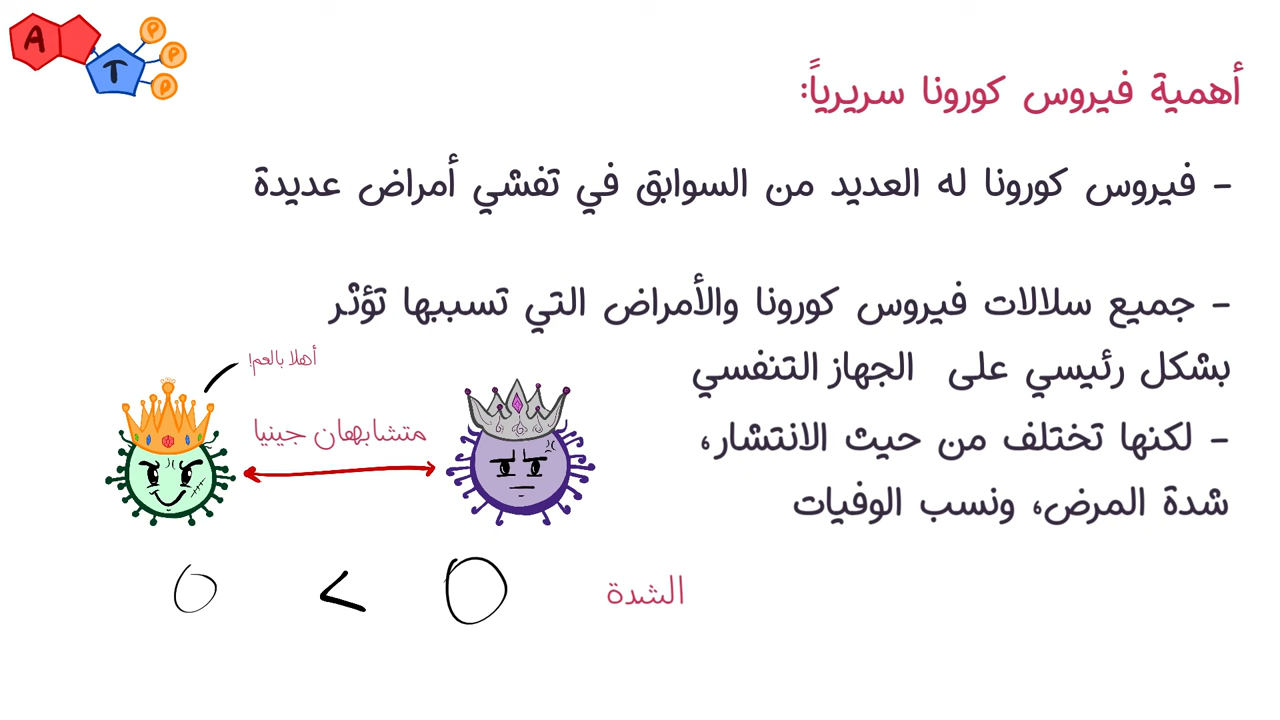 A T P P P
أهمية فيروس كورونا سريرياً:
- فيروس كورونا له العديد من السوابق في تفشي أمراض عديدة
- جميع سلالات فيروس كورونا والأمراض التي تسببها تؤثر
بشكل رئيسي على الجهاز التنفسي
- لكنها تختلف من حيث الانتشار،
شدة المرض، ونسب الوفيات
أهلا بالعم!
متشابهان جينيا
الشدة
<